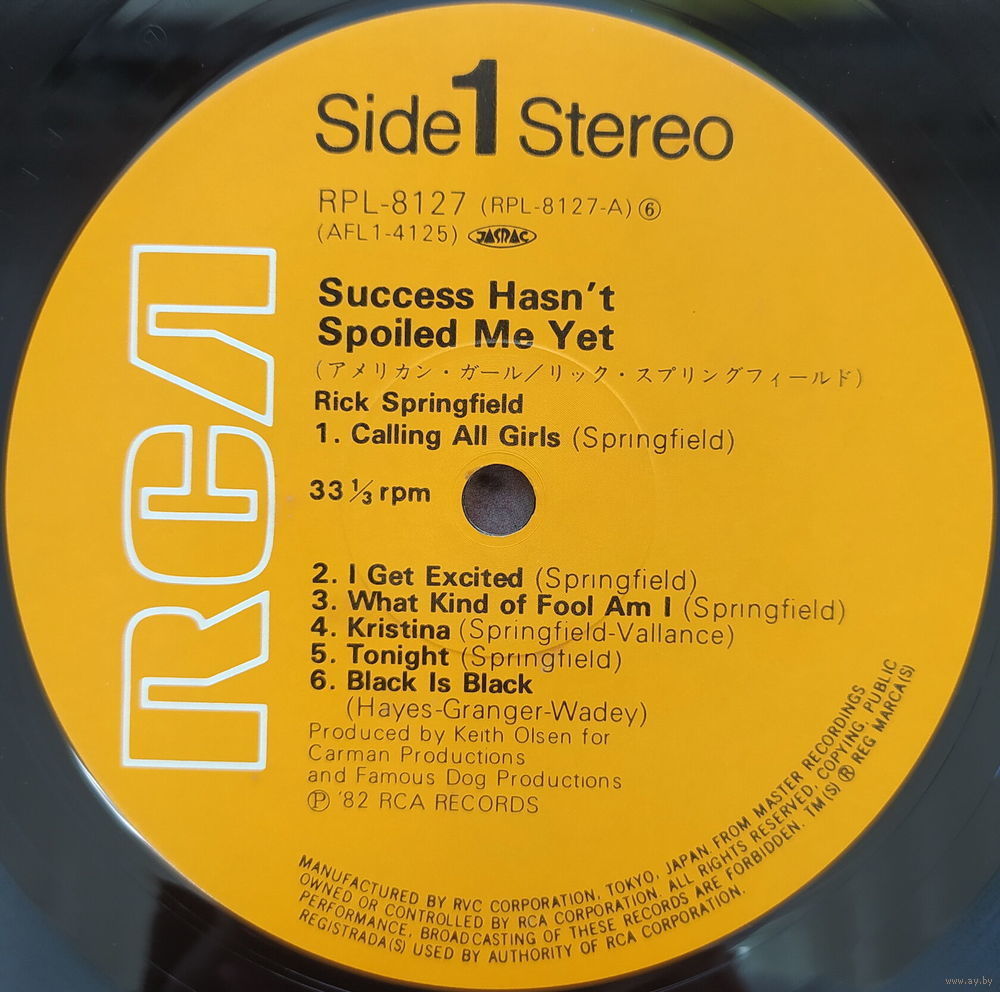 Side 1 Stereo
RPL-8127 (RPL-8127-A) ⑥
(AFL1-4125) JASRAC
Success Hasn't
Spoiled Me Yet
(アメリカン・ガール/リック・スプリングフィールド)
Rick Springfield
1. Calling All Girls (Springfield)
33 1/3 rpm
2. I Get Excited (Springfield)
3. What Kind of Fool Am I (Springfield)
4. Kristina (Springfield-Vallance)
5. Tonight (Springfield)
6. Black Is Black
(Hayes-Granger-Wadey)
Produced by Keith Olsen for
Carman Productions
and Famous Dog Productions
℗ '82 RCA RECORDS
RCA
MANUFACTURED BY RVC CORPORATION, TOKYO, JAPAN, FROM MASTER RECORDINGS
OWNED OR CONTROLLED BY RCA CORPORATION. ALL RIGHTS RESERVED, COPYING, PUBLIC
PERFORMANCE, BROADCASTING OF THESE RECORDS ARE FORBIDDEN. TM(S) ® REG MARCA(S)
REGISTRADA(S) USED BY AUTHORITY OF RCA CORPORATION.
www.ay.by